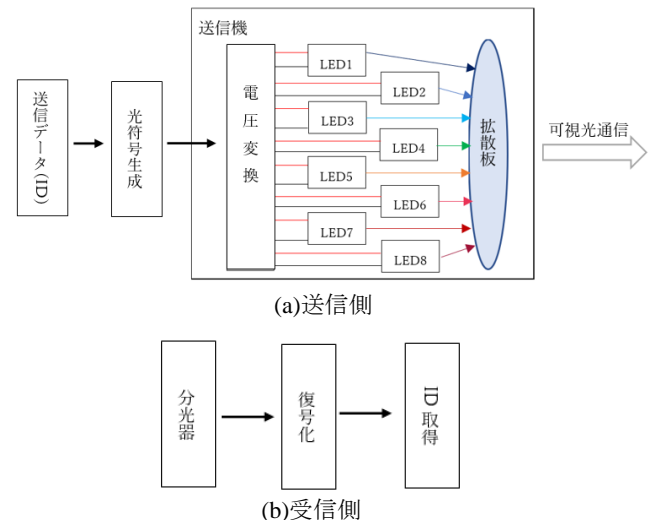 送信機
送信データ(ID)
光符号生成
電圧変換
LED1
LED2
LED3
LED4
LED5
LED6
LED7
LED8
拡散板
可視光通信
(a)送信側
分光器
復号化
ID取得
(b)受信側